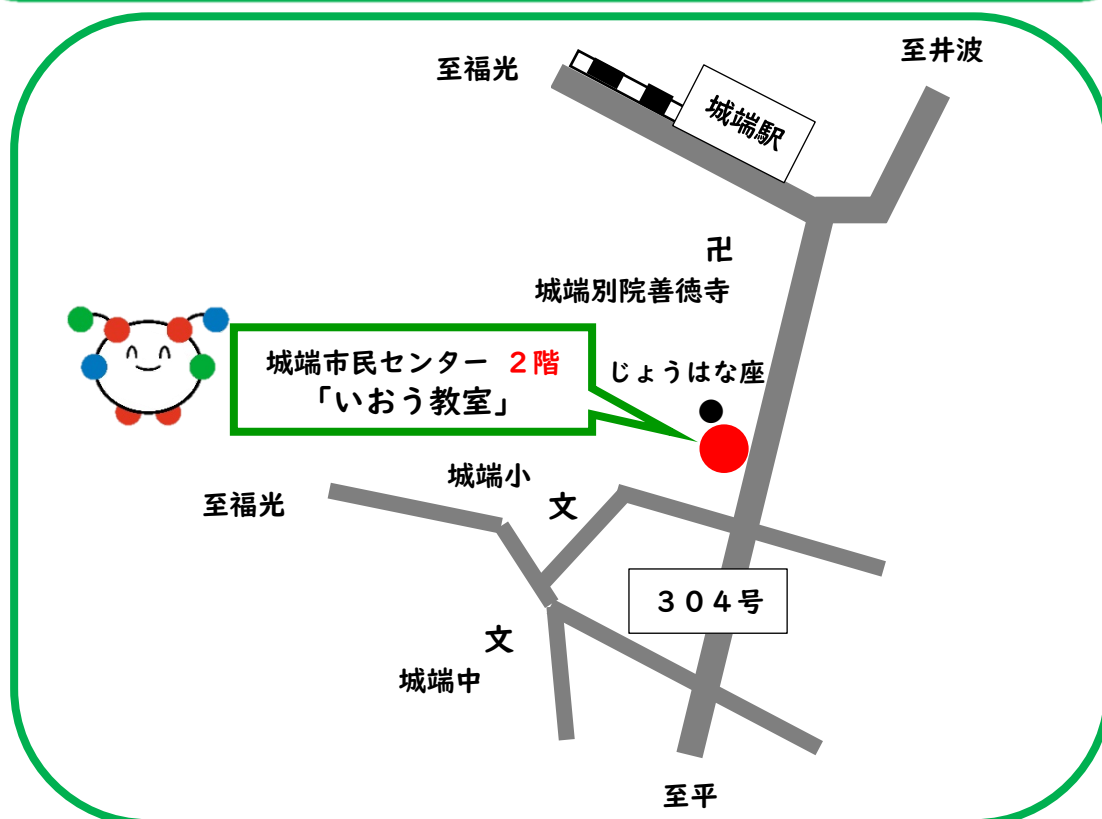 至井波
至福光
城端駅
卍
城端別院善徳寺
城端市民センター ２階
「いおう教室」
じょうはな座
城端小
文
至福光
３０４号
文
城端中
至平